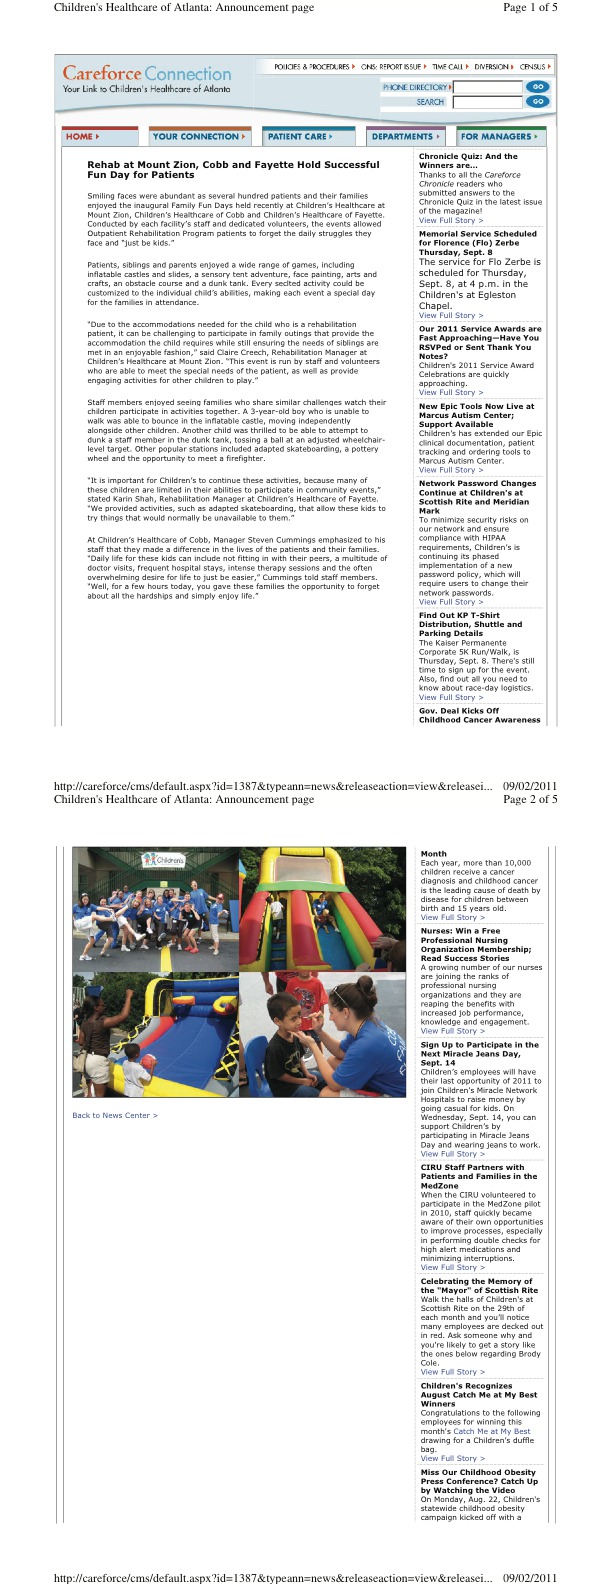 Children's Healthcare of Atlanta: Announcement page
Page 1 of 5
Careforce Connection
Your Link to Children's Healthcare of Atlanta
POLICIES & PROCEDURES
ONS: REPORT ISSUE
TIME CALL
DIVERSION
CENSUS
PHONE DIRECTORY
GO
SEARCH
GO
HOME
YOUR CONNECTION
PATIENT CARE
DEPARTMENTS
FOR MANAGERS
Rehab at Mount Zion, Cobb and Fayette Hold Successful
Fun Day for Patients
Smiling faces were abundant as several hundred patients and their families
enjoyed the inaugural Family Fun Days held recently at Children's Healthcare at
Mount Zion, Children's Healthcare of Cobb and Children's Healthcare of Fayette.
Conducted by each facility's staff and dedicated volunteers, the events allowed
Outpatient Rehabilitation Program patients to forget the daily struggles they
face and “just be kids.”
Patients, siblings and parents enjoyed a wide range of games, including
inflatable castles and slides, a sensory tent adventure, face painting, arts and
crafts, an obstacle course and a dunk tank. Every seclted activity could be
customized to the individual child's abilities, making each event a special day
for the families in attendance.
“Due to the accommodations needed for the child who is a rehabilitation
patient, it can be challenging to participate in family outings that provide the
accommodation the child requires while still ensuring the needs of siblings are
met in an enjoyable fashion,” said Claire Creech, Rehabilitation Manager at
Children's Healthcare at Mount Zion. “This event is run by staff and volunteers
who are able to meet the special needs of the patient, as well as provide
engaging activities for other children to play.”
Staff members enjoyed seeing families who share similar challenges watch their
children participate in activities together. A 3-year-old boy who is unable to
walk was able to bounce in the inflatable castle, moving independently
alongside other children. Another child was thrilled to be able to attempt to
dunk a staff member in the dunk tank, tossing a ball at an adjusted wheelchair-
level target. Other popular stations included adapted skateboarding, a pottery
wheel and the opportunity to meet a firefighter.
“It is important for Children's to continue these activities, because many of
these children are limited in their abilities to participate in community events,”
stated Karin Shah, Rehabilitation Manager at Children's Healthcare of Fayette.
“We provided activities, such as adapted skateboarding, that allow these kids to
try things that would normally be unavailable to them.”
At Children's Healthcare of Cobb, Manager Steven Cummings emphasized to his
staff that they made a difference in the lives of the patients and their families.
“Daily life for these kids can include not fitting in with their peers, a multitude of
doctor visits, frequent hospital stays, intense therapy sessions and the often
overwhelming desire for life to just be easier,” Cummings told staff members.
“Well, for a few hours today, you gave these families the opportunity to forget
about all the hardships and simply enjoy life.”
Chronicle Quiz: And the
Winners are...
Thanks to all the Careforce
Chronicle readers who
submitted answers to the
Chronicle Quiz in the latest issue
of the magazine!
View Full Story >
Memorial Service Scheduled
for Florence (Flo) Zerbe
Thursday, Sept. 8
The service for Flo Zerbe is
scheduled for Thursday,
Sept. 8, at 4 p.m. in the
Children's at Egleston
Chapel.
View Full Story >
Our 2011 Service Awards are
Fast Approaching—Have You
RSVPed or Sent Thank You
Notes?
Children's 2011 Service Award
Celebrations are quickly
approaching.
View Full Story >
New Epic Tools Now Live at
Marcus Autism Center;
Support Available
Children's has extended our Epic
clinical documentation, patient
tracking and ordering tools to
Marcus Autism Center.
View Full Story >
Network Password Changes
Continue at Children's at
Scottish Rite and Meridian
Mark
To minimize security risks on
our network and ensure
compliance with HIPAA
requirements, Children's is
continuing its phased
implementation of a new
password policy, which will
require users to change their
network passwords.
View Full Story >
Find Out KP T-Shirt
Distribution, Shuttle and
Parking Details
The Kaiser Permanente
Corporate 5K Run/Walk, is
Thursday, Sept. 8. There's still
time to sign up for the event.
Also, find out all you need to
know about race-day logistics.
View Full Story >
Gov. Deal Kicks Off
Childhood Cancer Awareness
http://careforce/cms/default.aspx?id=1387&typeann=news&releaseaction=view&releasei...
09/02/2011
Children's Healthcare of Atlanta: Announcement page
Page 2 of 5
Children's
Back to News Center >
Month
Each year, more than 10,000
children receive a cancer
diagnosis and childhood cancer
is the leading cause of death by
disease for children between
birth and 15 years old.
View Full Story >
Nurses: Win a Free
Professional Nursing
Organization Membership;
Read Success Stories
A growing number of our nurses
are joining the ranks of
professional nursing
organizations and they are
reaping the benefits with
increased job performance,
knowledge and engagement.
View Full Story >
Sign Up to Participate in the
Next Miracle Jeans Day,
Sept. 14
Children's employees will have
their last opportunity of 2011 to
join Children's Miracle Network
Hospitals to raise money by
going casual for kids. On
Wednesday, Sept. 14, you can
support Children's by
participating in Miracle Jeans
Day and wearing jeans to work.
View Full Story >
CIRU Staff Partners with
Patients and Families in the
MedZone
When the CIRU volunteered to
participate in the MedZone pilot
in 2010, staff quickly became
aware of their own opportunities
to improve processes, especially
in performing double checks for
high alert medications and
minimizing interruptions.
View Full Story >
Celebrating the Memory of
the "Mayor" of Scottish Rite
Walk the halls of Children's at
Scottish Rite on the 29th of
each month and you'll notice
many employees are decked out
in red. Ask someone why and
you're likely to get a story like
the ones below regarding Brody
Cole.
View Full Story >
Children's Recognizes
August Catch Me at My Best
Winners
Congratulations to the following
employees for winning this
month's Catch Me at My Best
drawing for a Children's duffle
bag.
View Full Story >
Miss Our Childhood Obesity
Press Conference? Catch Up
by Watching the Video
On Monday, Aug. 22, Children's
statewide childhood obesity
campaign kicked off with a
http://careforce/cms/default.aspx?id=1387&typeann=news&releaseaction=view&releasei...
09/02/2011